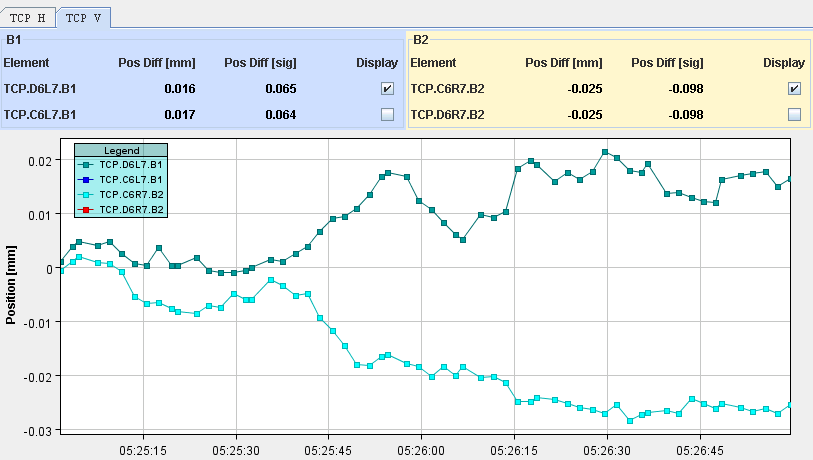 TCP H TCP V
B1 B2
Element Pos Diff [mm] Pos Diff [sig] Display Element Pos Diff [mm] Pos Diff [sig] Display
TCP.D6L7.B1 0.016 0.065 TCP.C6R7.B2 -0.025 -0.098
TCP.C6L7.B1 0.017 0.064 TCP.D6R7.B2 -0.025 -0.098
Legend
TCP.D6L7.B1
TCP.C6L7.B1
TCP.C6R7.B2
TCP.D6R7.B2
Position [mm]
0.02
0.01
0
-0.01
-0.02
-0.03
05:25:15 05:25:30 05:25:45 05:26:00 05:26:15 05:26:30 05:26:45